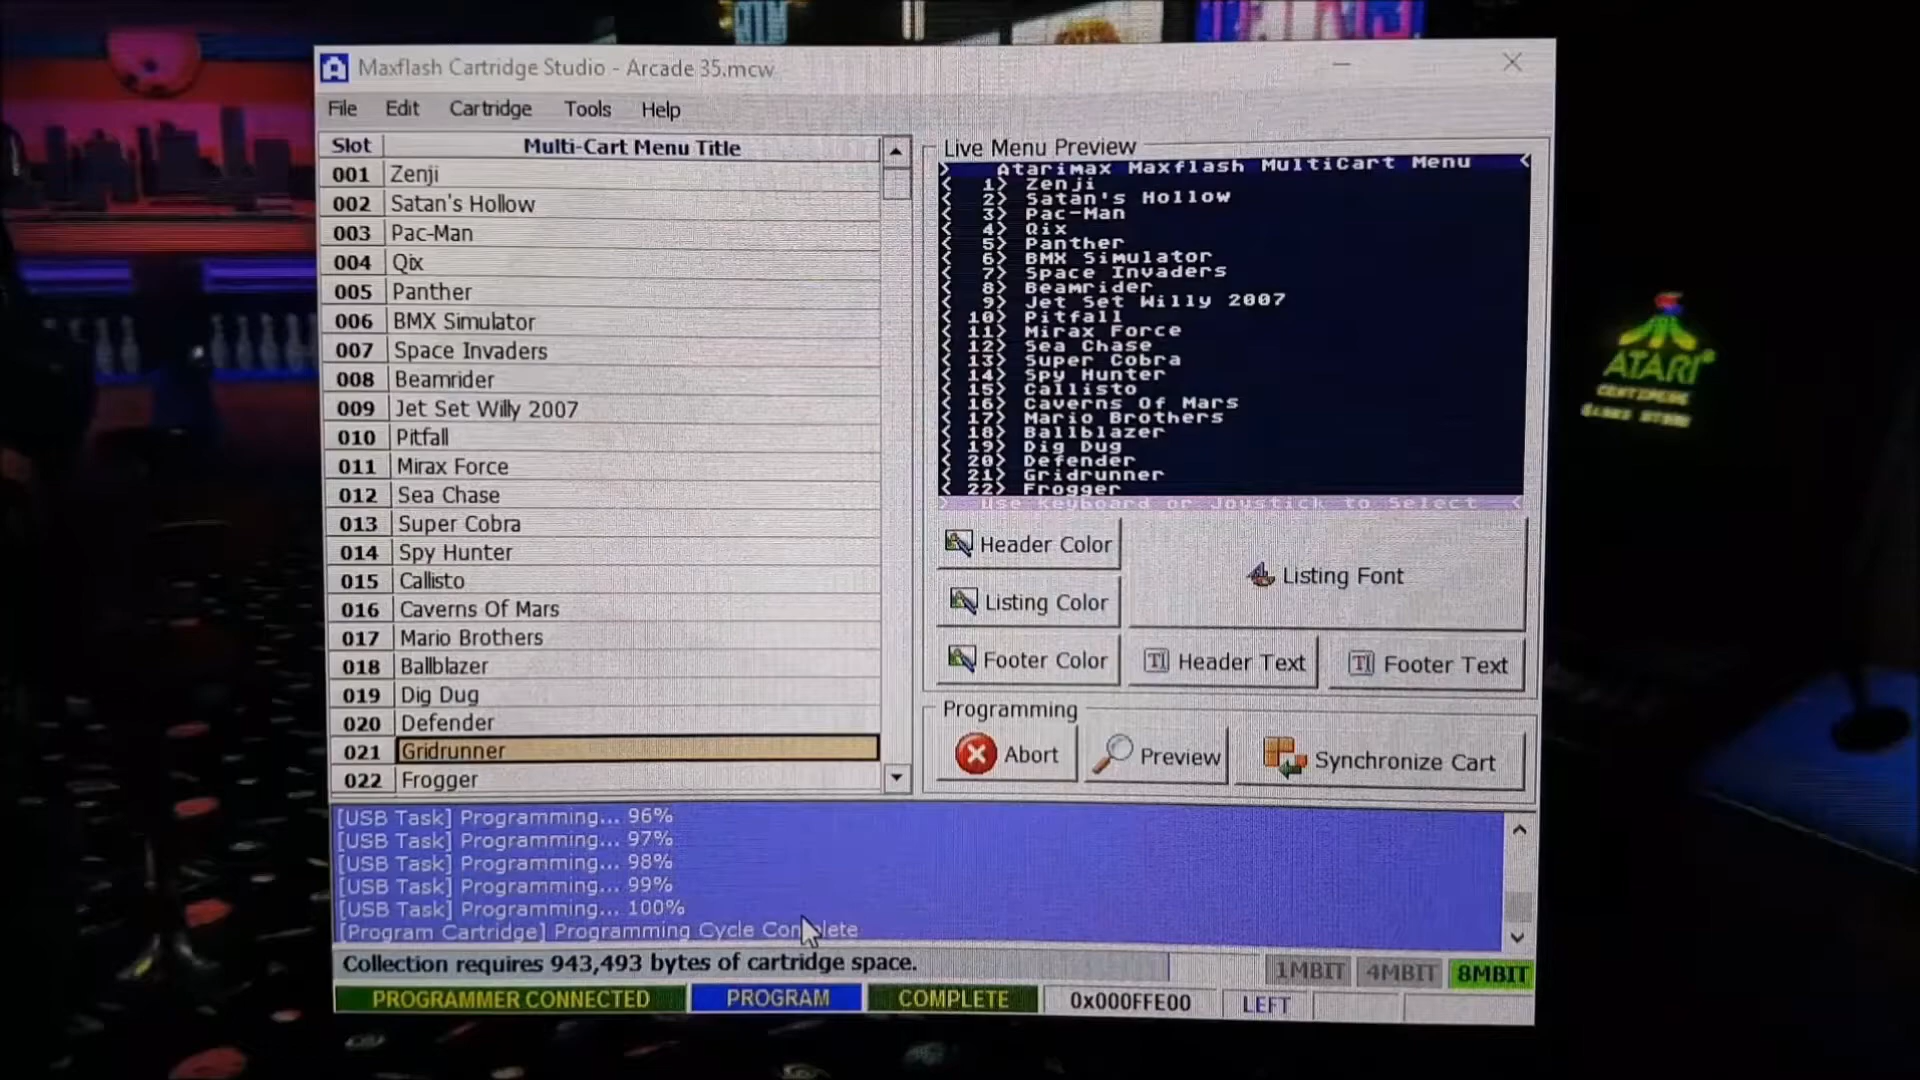 Maxflash Cartridge Studio - Arcade 35.mcw
File Edit Cartridge Tools Help
Slot Multi-Cart Menu Title
001 Zenji
002 Satan's Hollow
003 Pac-Man
004 Qix
005 Panther
006 BMX Simulator
007 Space Invaders
008 Beamrider
009 Jet Set Willy 2007
010 Pitfall
011 Mirax Force
012 Sea Chase
013 Super Cobra
014 Spy Hunter
015 Callisto
016 Caverns Of Mars
017 Mario Brothers
018 Ballblazer
019 Dig Dug
020 Defender
021 Gridrunner
022 Frogger
Live Menu Preview
Atarimax Maxflash MultiCart Menu
1> Zenji
2> Satan's Hollow
3> Pac-Man
4> Qix
5> Panther
6> BMX Simulator
7> Space Invaders
8> Beamrider
9> Jet Set Willy 2007
10> Pitfall
11> Mirax Force
12> Sea Chase
13> Super Cobra
14> Spy Hunter
15> Callisto
16> Caverns Of Mars
17> Mario Brothers
18> Ballblazer
19> Dig Dug
20> Defender
21> Gridrunner
22> Frogger
Use Keyboard or Joystick to Select
Header Color
Listing Font
Listing Color
Footer Color Header Text Footer Text
Programming
Abort Preview Synchronize Cart
[USB Task] Programming... 96%
[USB Task] Programming... 97%
[USB Task] Programming... 98%
[USB Task] Programming... 99%
[USB Task] Programming... 100%
[Program Cartridge] Programming Cycle Complete
Collection requires 943,493 bytes of cartridge space.
1MBIT 4MBIT 8MBIT
PROGRAMMER CONNECTED PROGRAM COMPLETE 0x000FFE00 LEFT
ATARI
CENTIPEDE